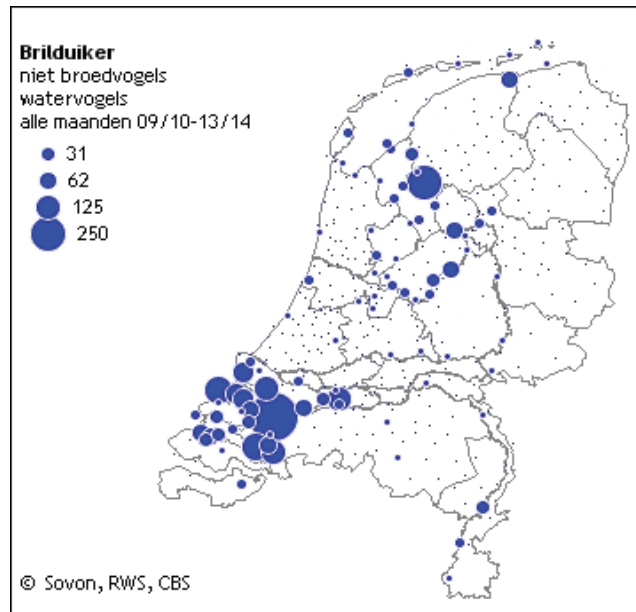 Brilduiker
niet broedvogels
watervogels
alle maanden 09/10-13/14
31
62
125
250
© Sovon, RWS, CBS